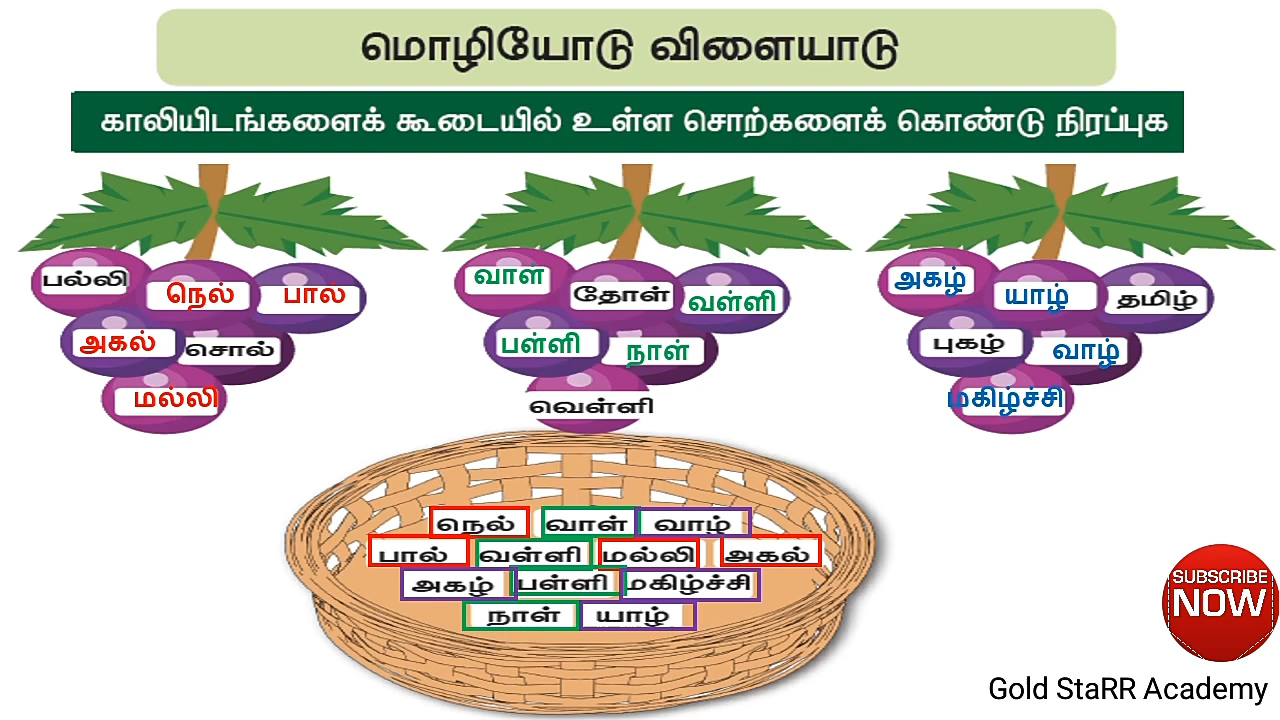 மொழியோடு விளையாடு
காலியிடங்களைக் கூடையில் உள்ள சொற்களைக் கொண்டு நிரப்புக
பல்லி நெல் பால்
அகல் சொல்
மல்லி
வாள் தோள் வள்ளி
பள்ளி நாள்
வெள்ளி
அகழ் யாழ் தமிழ்
புகழ் வாழ்
மகிழ்ச்சி
நெல் வாள் வாழ்
பால் வள்ளி மல்லி அகல்
அகழ் பள்ளி மகிழ்ச்சி
நாள் யாழ்
SUBSCRIBE
NOW
Gold StaRR Academy